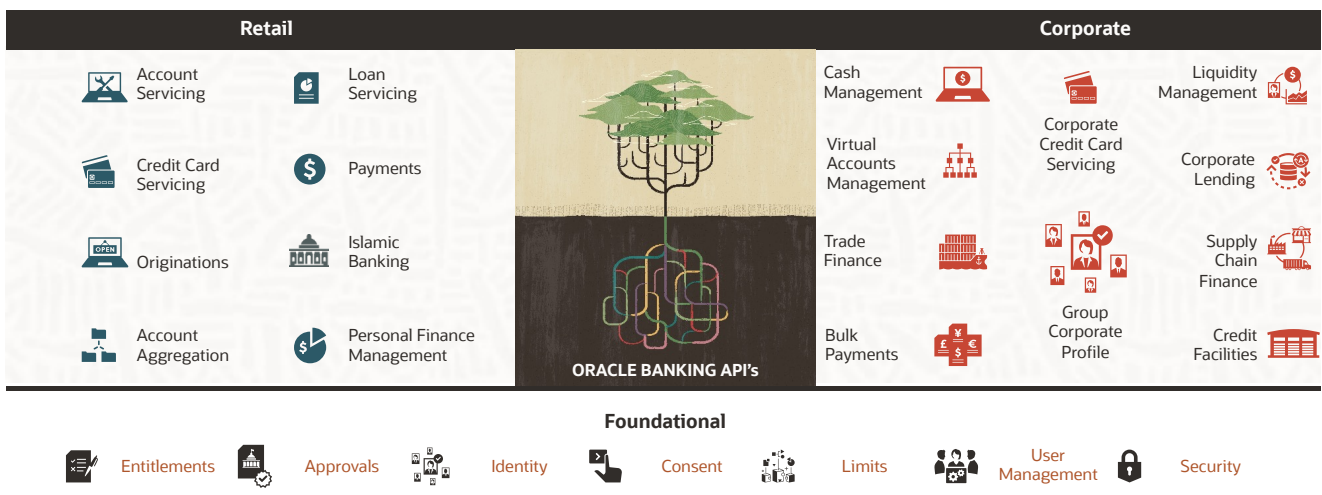 Retail
Account
Servicing
Loan
Servicing
Credit Card
Servicing
Payments
OPEN
Originations
Islamic
Banking
Account
Aggregation
$
Personal Finance
Management
ORACLE BANKING API's
Corporate
Cash
Management
$
Corporate
Credit Card
Servicing
Liquidity
Management
$
Virtual
Accounts
Management
Corporate
Lending
Trade
Finance
Group
Corporate
Profile
Supply
Chain
Finance
Bulk
Payments
¥
£ €
$
Credit
Facilities
Foundational
Entitlements
Approvals
Identity
Consent
Limits
User
Management
Security